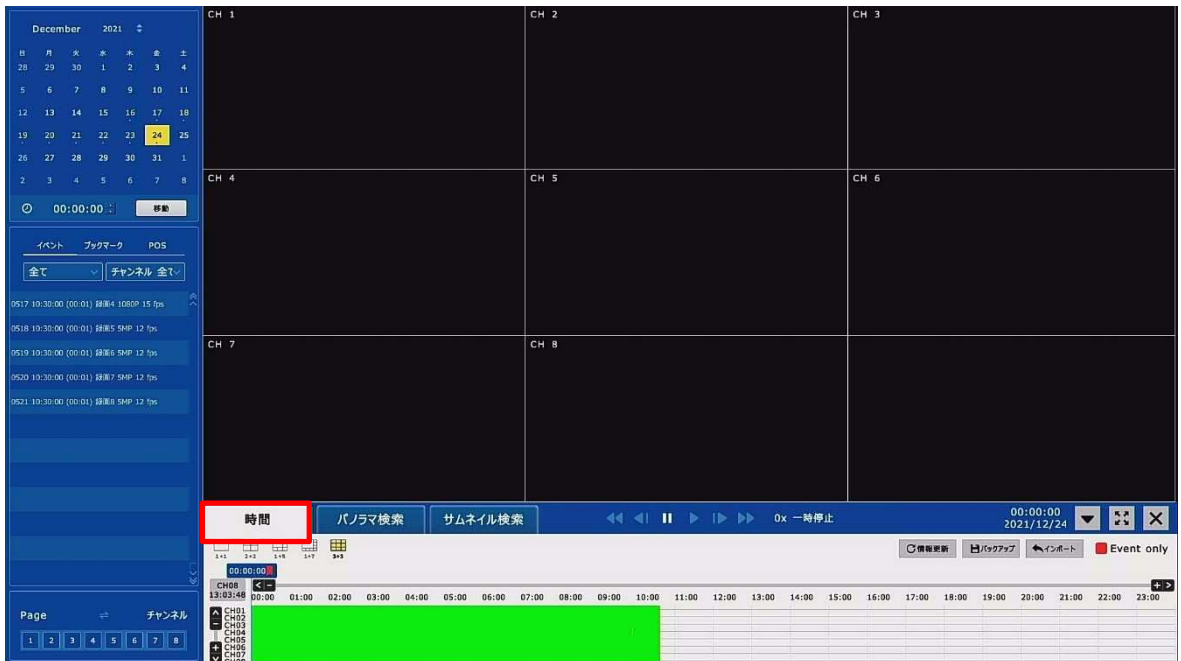 December 2021
日 月 火 水 木 金 土
28 29 30 1 2 3 4
5 6 7 8 9 10 11
12 13 14 15 16 17 18
19 20 21 22 23 24 25
26 27 28 29 30 31 1
2 3 4 5 6 7 8
00:00:00 移動
イベント ブックマーク POS
全て チャンネル 全て
0517 10:30:00 (00:01) 録画4 1080P 15 fps
0518 10:30:00 (00:01) 録画5 5MP 12 fps
0519 10:30:00 (00:01) 録画6 5MP 12 fps
0520 10:30:00 (00:01) 録画7 5MP 12 fps
0521 10:30:00 (00:01) 録画8 5MP 12 fps
Page チャンネル
1 2 3 4 5 6 7 8
CH 1
CH 2
CH 3
CH 4
CH 5
CH 6
CH 7
CH 8
時間 パノラマ検索 サムネイル検索 0x 一時停止
00:00:00
2021/12/24
1+1 2+2 1+5 1+7 3+3
情報更新 バックアップ インポート Event only
00:00:00
CH08
13:03:48 00:00 01:00 02:00 03:00 04:00 05:00 06:00 07:00 08:00 09:00 10:00 11:00 12:00 13:00 14:00 15:00 16:00 17:00 18:00 19:00 20:00 21:00 22:00 23:00
CH01
CH02
CH03
CH04
CH05
CH06
CH07